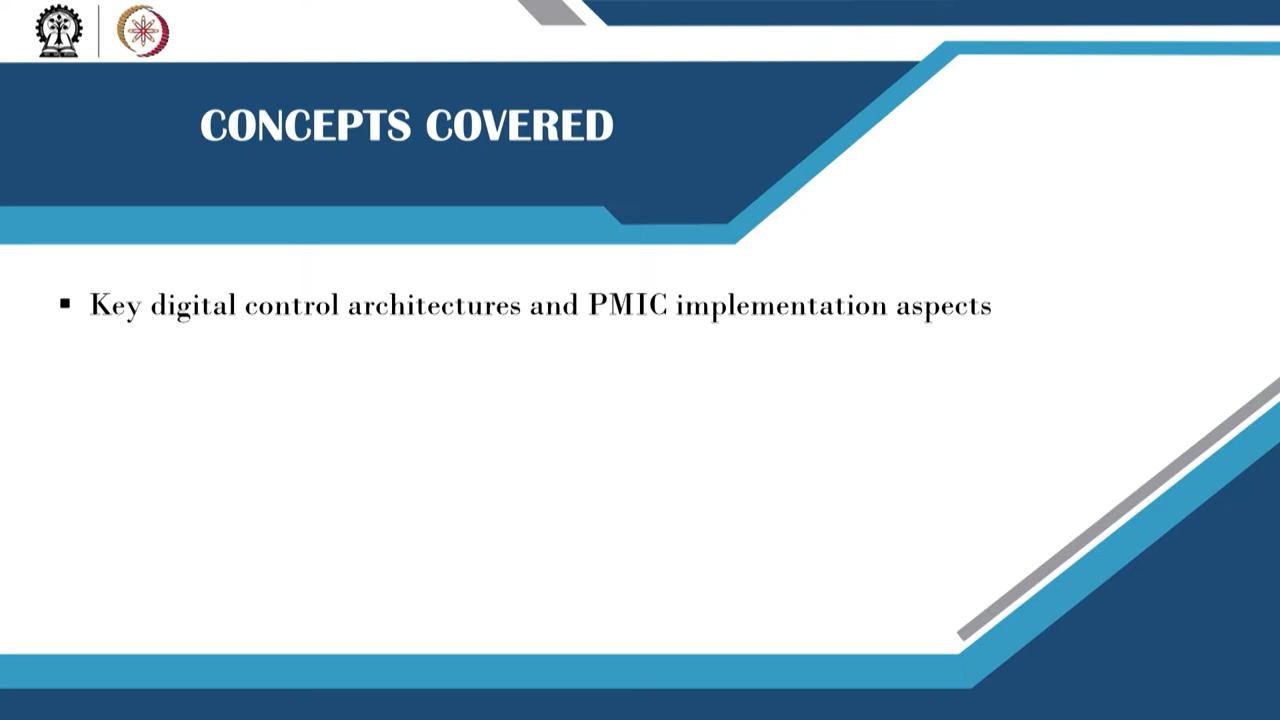 CONCEPTS COVERED
▪ Key digital control architectures and PMIC implementation aspects